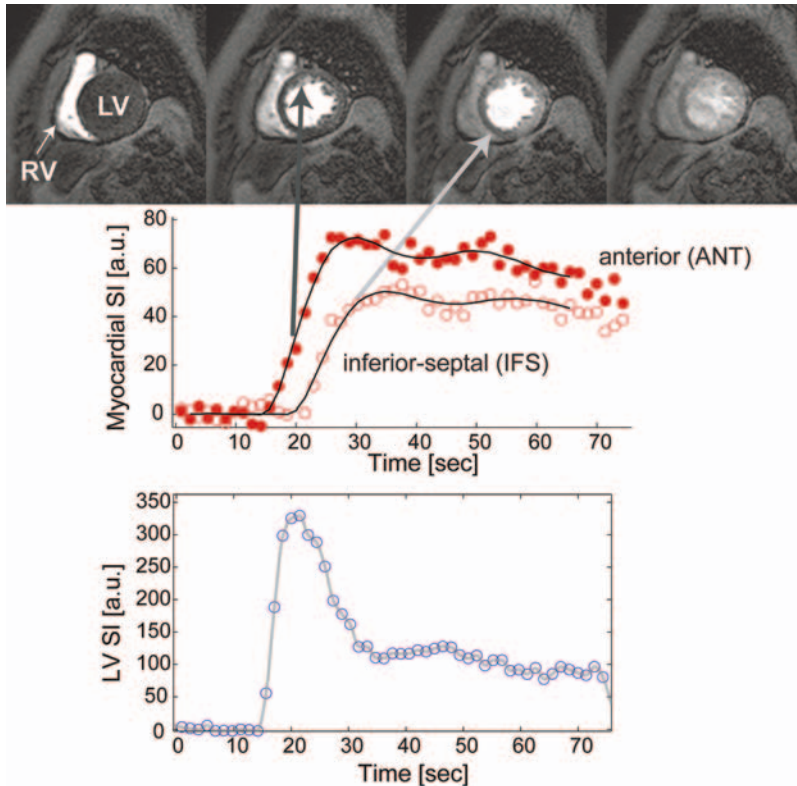 LV
RV
80
60
40
20
0
Myocardial SI [a.u.]
anterior (ANT)
inferior-septal (IFS)
0 10 20 30 40 50 60 70
Time [sec]
350
300
250
200
150
100
50
0
LV SI [a.u.]
0 10 20 30 40 50 60 70
Time [sec]